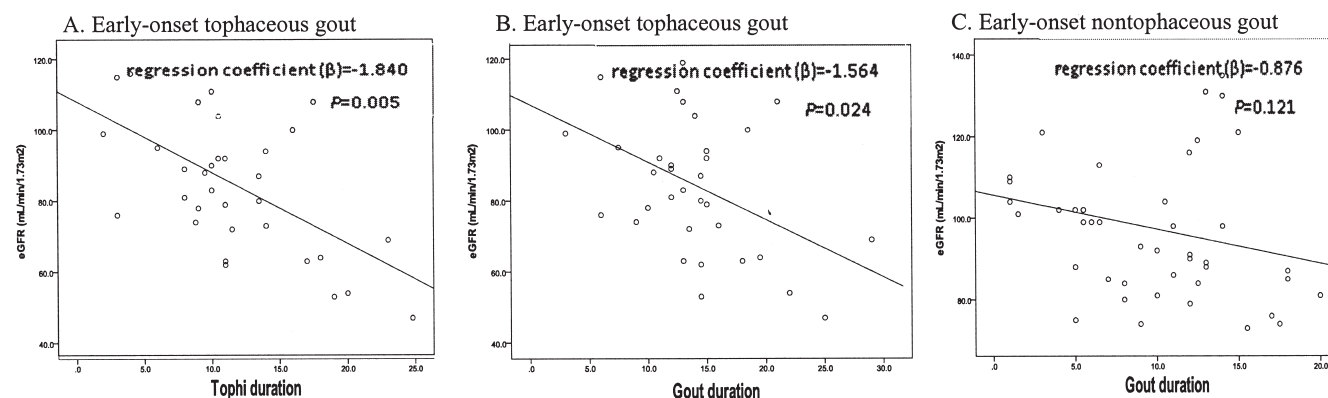 A. Early-onset tophaceous gout
regression coefficient (β)=-1.840
P=0.005
120.0
100.0
80.0
60.0
40.0
eGFR (mL/min/1.73m2)
.0 5.0 10.0 15.0 20.0 25.0
Tophi duration
B. Early-onset tophaceous gout
regression coefficient (β)=-1.564
P=0.024
120.0
100.0
80.0
60.0
40.0
eGFR (mL/min/1.73m2)
.0 5.0 10.0 15.0 20.0 25.0 30.0
Gout duration
C. Early-onset nontophaceous gout
regression coefficient (β)=-0.876
P=0.121
140.0
120.0
100.0
80.0
eGFR (mL/min/1.73m2)
.0 5.0 10.0 15.0 20.0
Gout duration